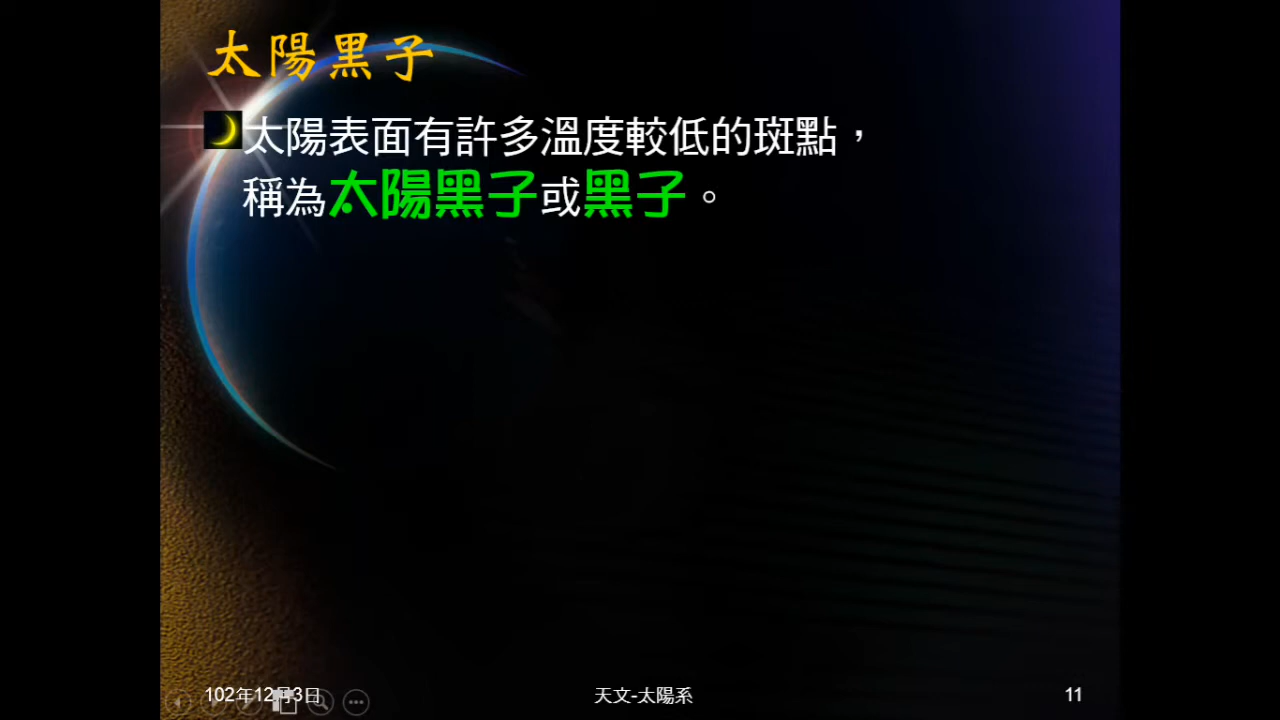 太陽黑子
太陽表面有許多溫度較低的斑點，
稱為太陽黑子或黑子。
102年12月3日
天文-太陽系
11